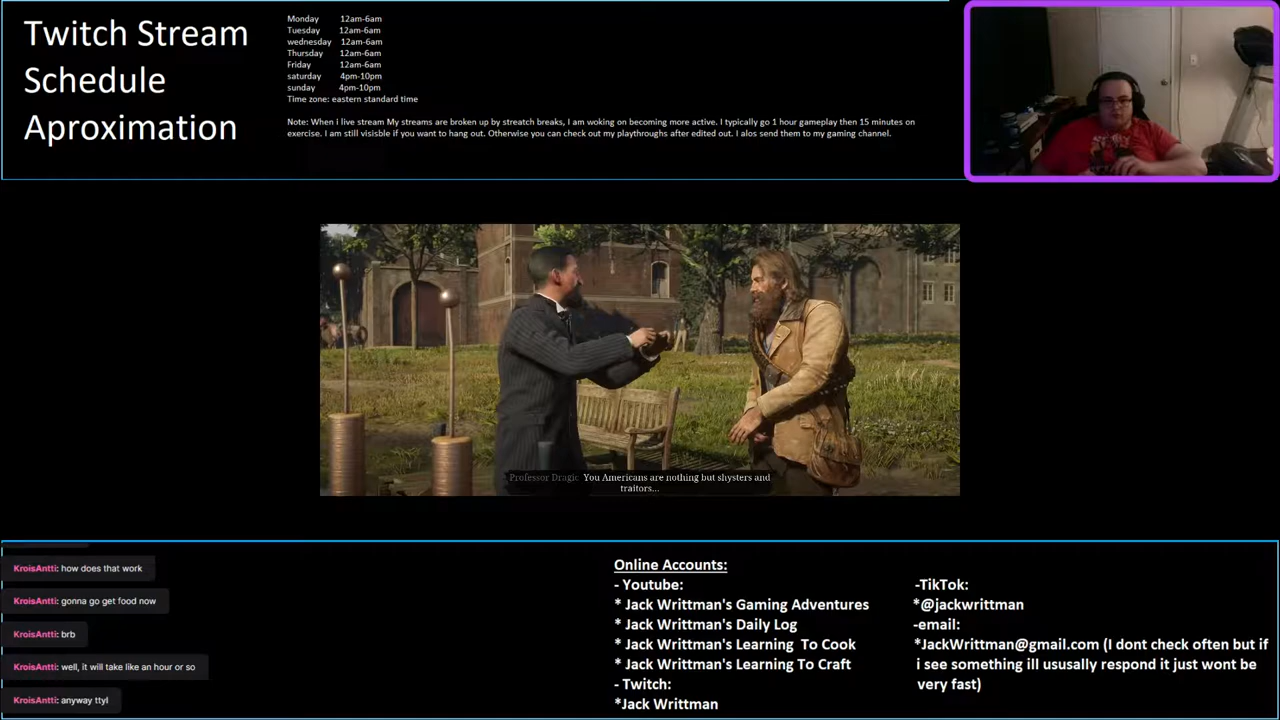 Twitch Stream
Schedule
Aproximation
Monday 12am-6am
Tuesday 12am-6am
wednesday 12am-6am
Thursday 12am-6am
Friday 12am-6am
saturday 4pm-10pm
sunday 4pm-10pm
Time zone: eastern standard time
Note: When i live stream My streams are broken up by streatch breaks, I am woking on becoming more active. I typically go 1 hour gameplay then 15 minutes on
exercise. I am still visisble if you want to hang out. Otherwise you can check out my playthroughs after edited out. I alos send them to my gaming channel.
Professor Dragic You Americans are nothing but shysters and
traitors...
KroisAntti: how does that work
KroisAntti: gonna go get food now
KroisAntti: brb
KroisAntti: well, it will take like an hour or so
KroisAntti: anyway ttyl
Online Accounts:
- Youtube:
* Jack Writtman's Gaming Adventures
* Jack Writtman's Daily Log
* Jack Writtman's Learning To Cook
* Jack Writtman's Learning To Craft
- Twitch:
*Jack Writtman
-TikTok:
*@jackwrittman
-email:
*JackWrittman@gmail.com (I dont check often but if
i see something ill ususally respond it just wont be
very fast)